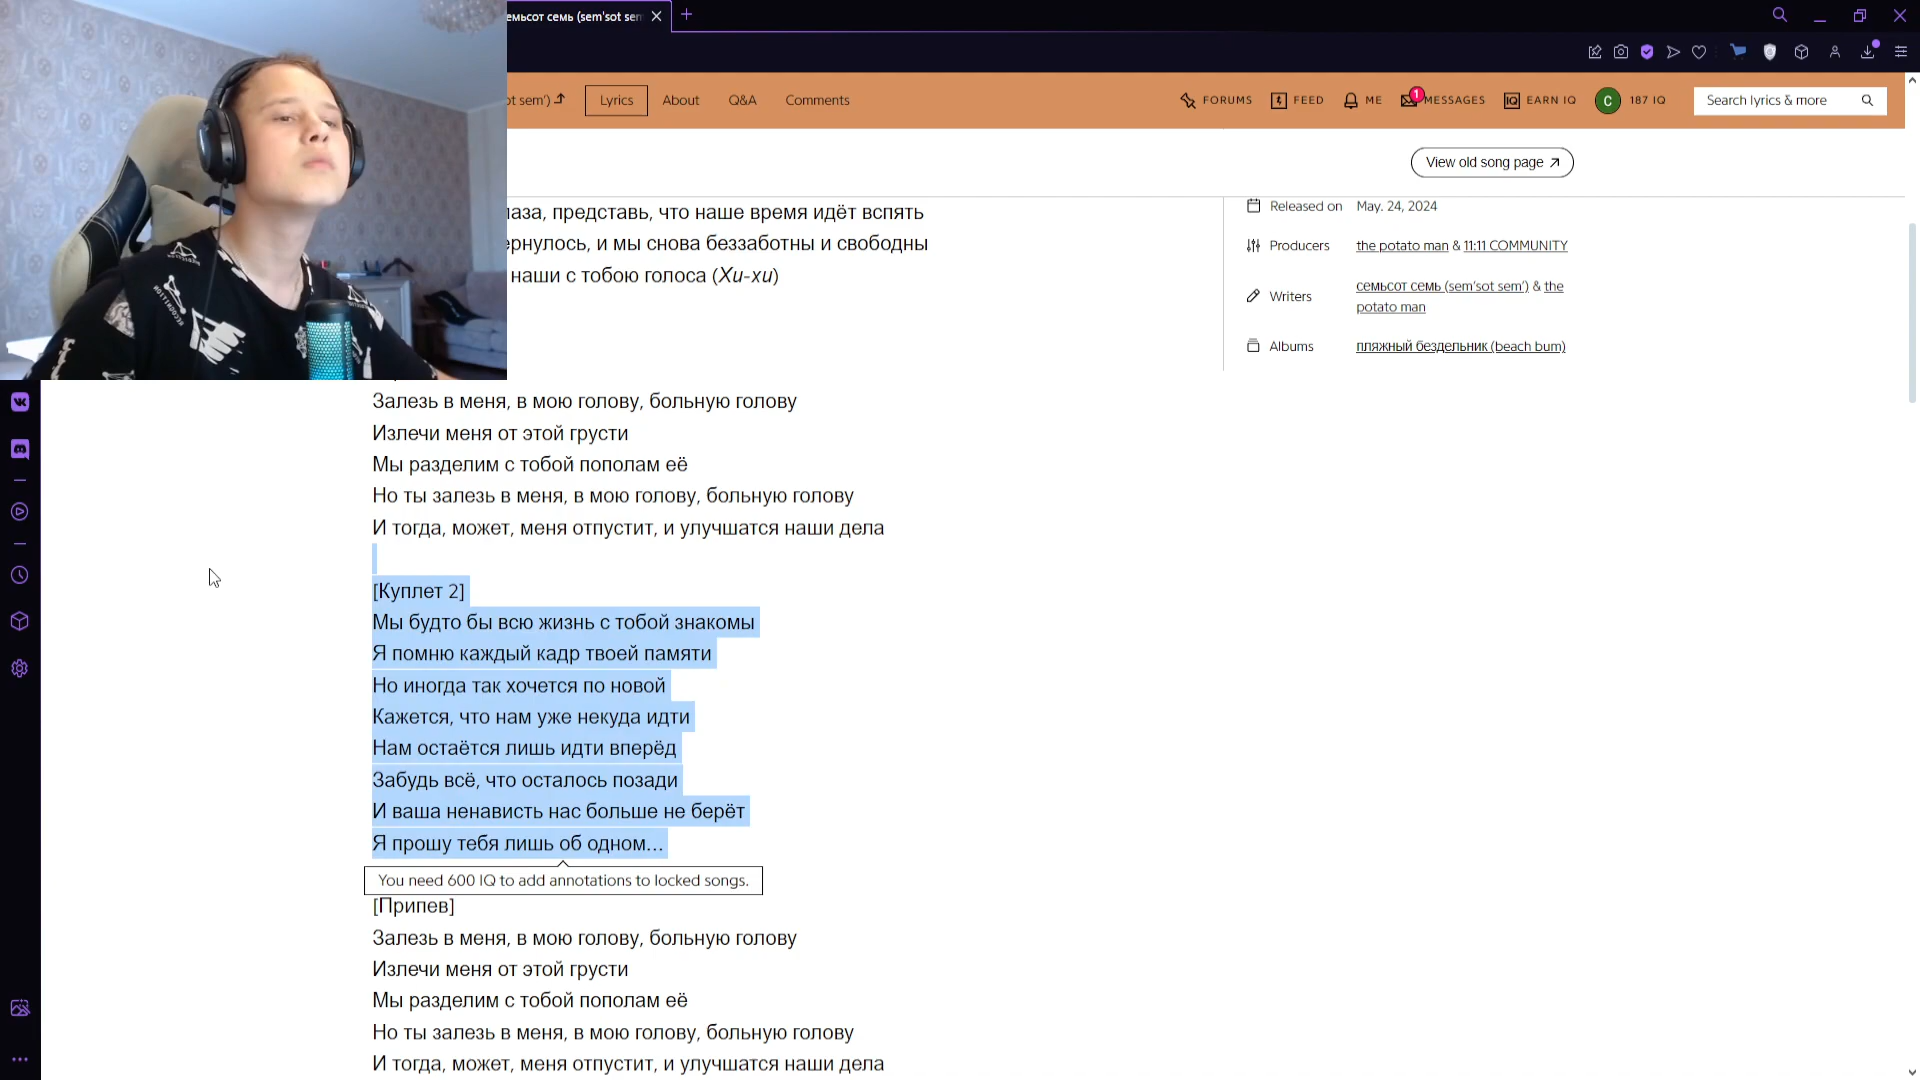 емьсот семь (sem'sot sem
ot sem') Lyrics About Q&A Comments FORUMS FEED ME 1 MESSAGES IQ EARN IQ C 187 IQ Search lyrics & more
View old song page
лаза, представь, что наше время идёт вспять
ернулось, и мы снова беззаботны и свободны
наши с тобою голоса (Хи-хи)
Released on May. 24, 2024
Producers the potato man & 11:11 COMMUNITY
Writers семьсот семь (sem'sot sem') & the
potato man
Albums пляжный бездельник (beach bum)
Залезь в меня, в мою голову, больную голову
Излечи меня от этой грусти
Мы разделим с тобой пополам её
Но ты залезь в меня, в мою голову, больную голову
И тогда, может, меня отпустит, и улучшатся наши дела
[Куплет 2]
Мы будто бы всю жизнь с тобой знакомы
Я помню каждый кадр твоей памяти
Но иногда так хочется по новой
Кажется, что нам уже некуда идти
Нам остаётся лишь идти вперёд
Забудь всё, что осталось позади
И ваша ненависть нас больше не берёт
Я прошу тебя лишь об одном...
You need 600 IQ to add annotations to locked songs.
[Припев]
Залезь в меня, в мою голову, больную голову
Излечи меня от этой грусти
Мы разделим с тобой пополам её
Но ты залезь в меня, в мою голову, больную голову
И тогда, может, меня отпустит, и улучшатся наши дела